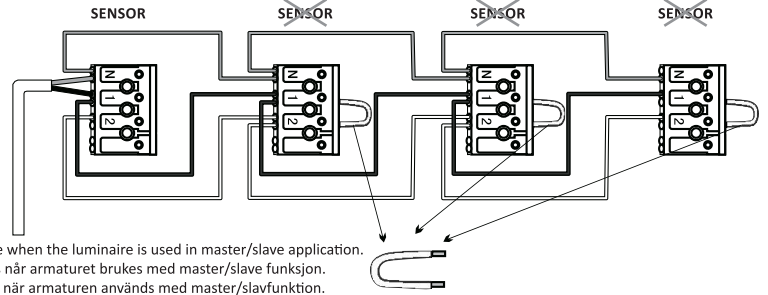 SENSOR SENSOR SENSOR SENSOR
N N N N
1 1 1 1
2 2 2 2
when the luminaire is used in master/slave application.
når armaturet brukes med master/slave funksjon.
när armaturen används med master/slavfunktion.